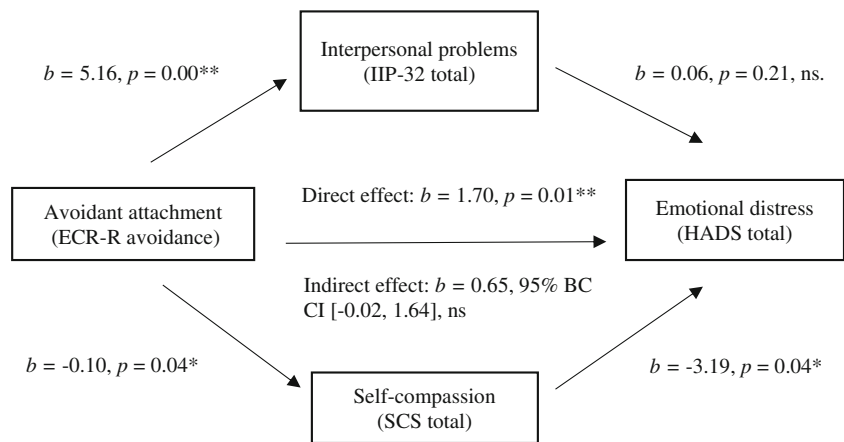 Interpersonal problems
(IIP-32 total)
b = 5.16, p = 0.00**
b = 0.06, p = 0.21, ns.
Avoidant attachment
(ECR-R avoidance)
Direct effect: b = 1.70, p = 0.01**
Emotional distress
(HADS total)
Indirect effect: b = 0.65, 95% BC
CI [-0.02, 1.64], ns
b = -0.10, p = 0.04*
b = -3.19, p = 0.04*
Self-compassion
(SCS total)